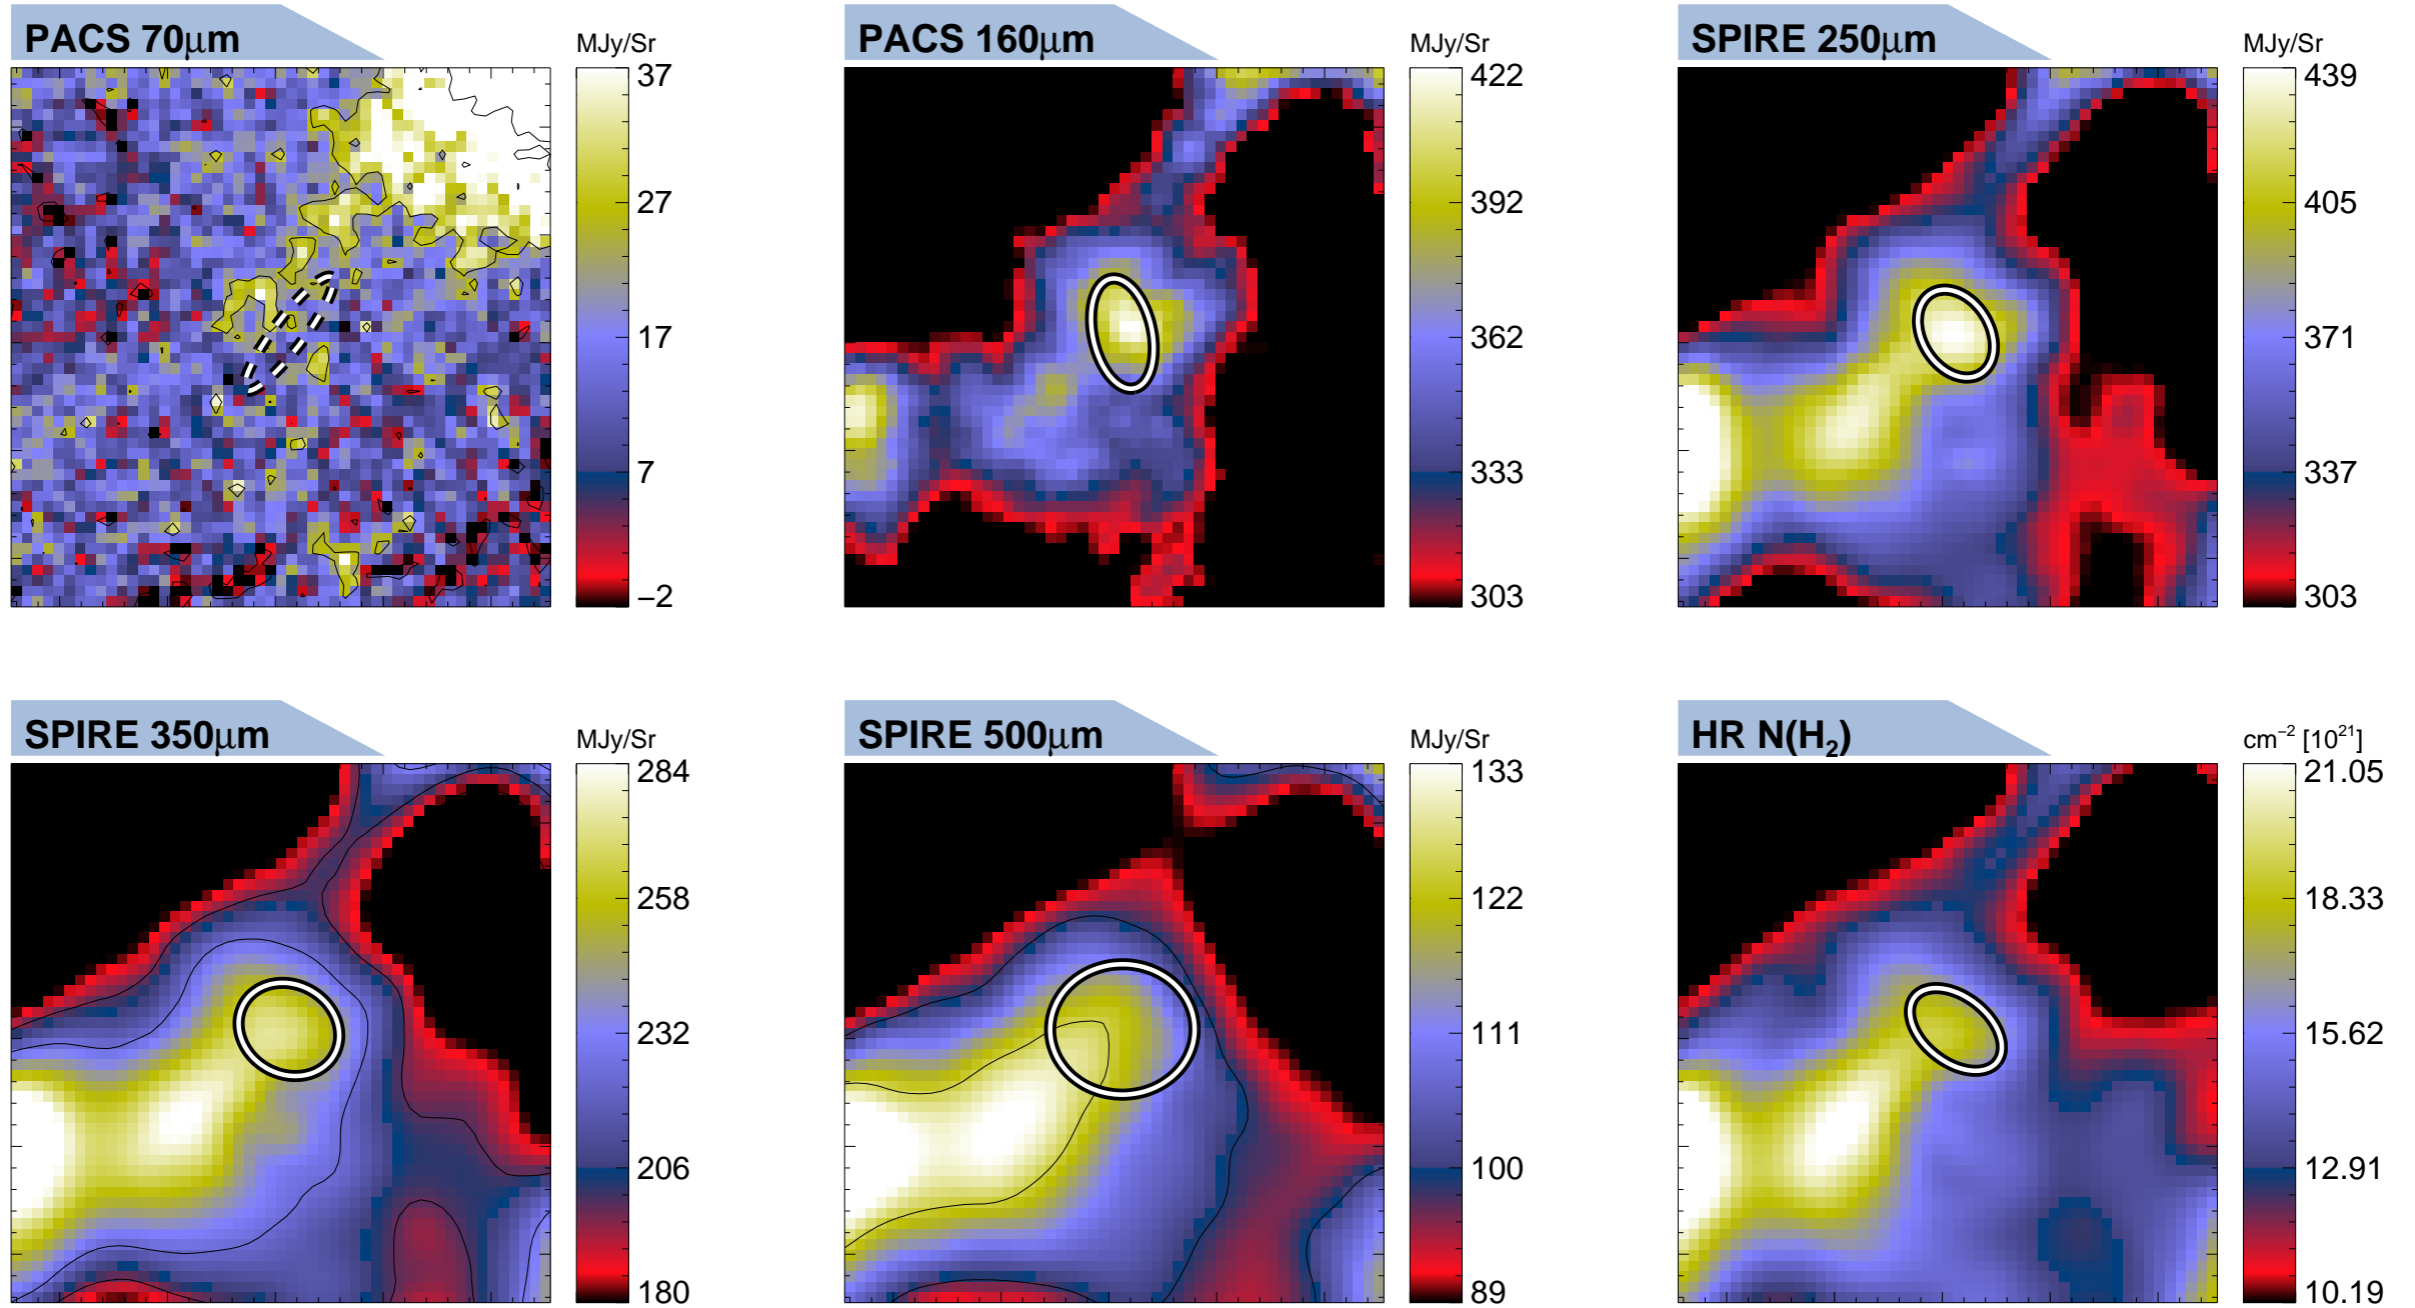 PACS 70μm
MJy/Sr
37
27
17
7
−2
PACS 160μm
MJy/Sr
422
392
362
333
303
SPIRE 250μm
MJy/Sr
439
405
371
337
303
SPIRE 350μm
MJy/Sr
284
258
232
206
180
SPIRE 500μm
MJy/Sr
133
122
111
100
89
HR N(H₂)
cm⁻² [10²¹]
21.05
18.33
15.62
12.91
10.19